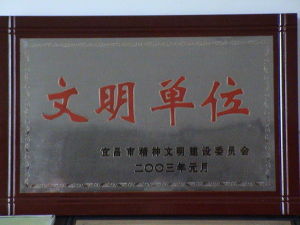 文明单位
宜昌市精神文明建设委员会
二〇〇三年元月